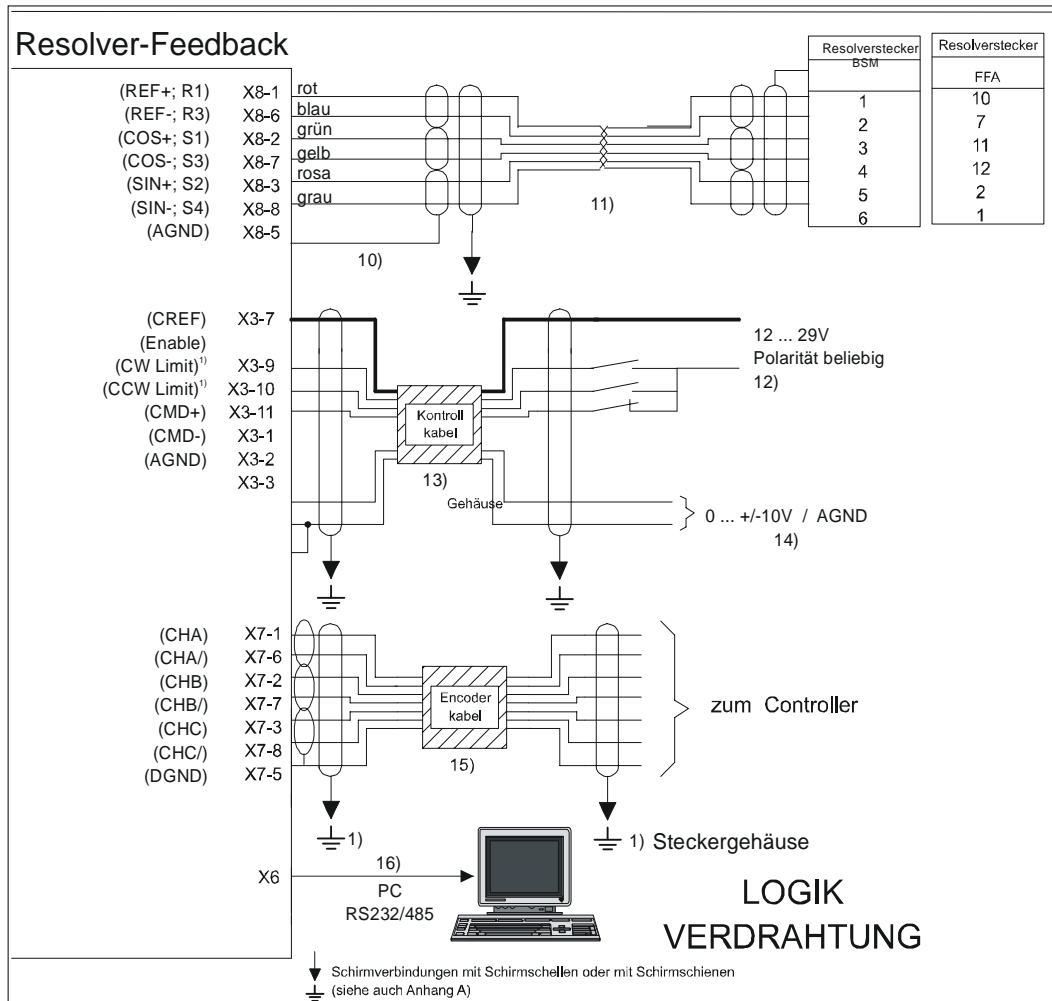 Resolver-Feedback
Resolverstecker
BSM
Resolverstecker
FFA
(REF+; R1) X8-1 rot 1 10
(REF-; R3) X8-6 blau 2 7
(COS+; S1) X8-2 grün 3 11
(COS-; S3) X8-7 gelb 4 12
(SIN+; S2) X8-3 rosa 5 2
(SIN-; S4) X8-8 grau 6 1
11)
(AGND) X8-5
10)
(CREF) X3-7
(Enable)
(CW Limit)1) X3-9
(CCW Limit)1) X3-10
(CMD+) X3-11
(CMD-) X3-1
(AGND) X3-2
X3-3
Kontroll
kabel
13)
Gehäuse
12 ... 29V
Polarität beliebig
12)
0 ... +/-10V / AGND
14)
(CHA) X7-1
(CHA/) X7-6
(CHB) X7-2
(CHB/) X7-7
(CHC) X7-3
(CHC/) X7-8
(DGND) X7-5
Encoder
kabel
15)
zum Controller
1)
1) Steckergehäuse
X6
16)
PC
RS232/485
LOGIK
VERDRAHTUNG
Schirmverbindungen mit Schirmschellen oder mit Schirmschienen
(siehe auch Anhang A)